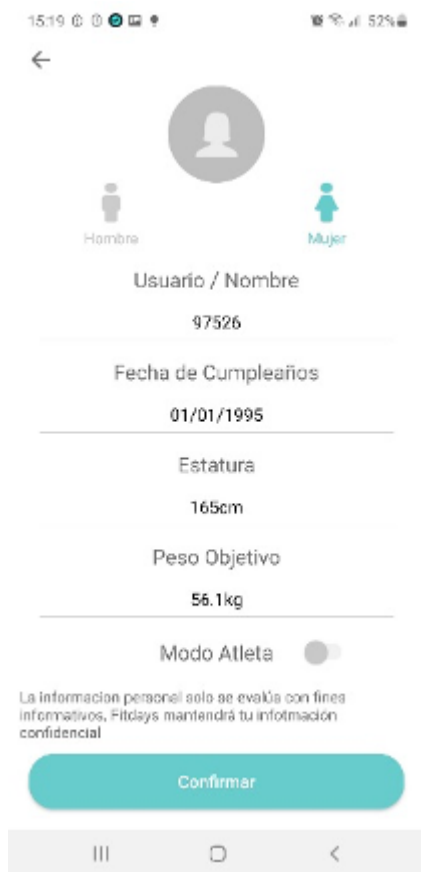 15:19
52%
Hombre
Mujer
Usuario / Nombre
97526
Fecha de Cumpleaños
01/01/1995
Estatura
165cm
Peso Objetivo
56.1kg
Modo Atleta
La informacion personal solo se evalúa con fines
informativos, Fitdays mantendrá tu infotmación
confidencial
Confirmar